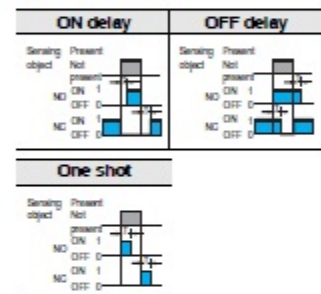 ON delay
OFF delay
Sensing object
Present
Not present
NO
ON 1
OFF 0
NC
ON 1
OFF 0
Sensing object
Present
Not present
NO
ON 1
OFF 0
NC
ON 1
OFF 0
One shot
Sensing object
Present
Not present
NO
ON 1
OFF 0
NC
ON 1
OFF 0